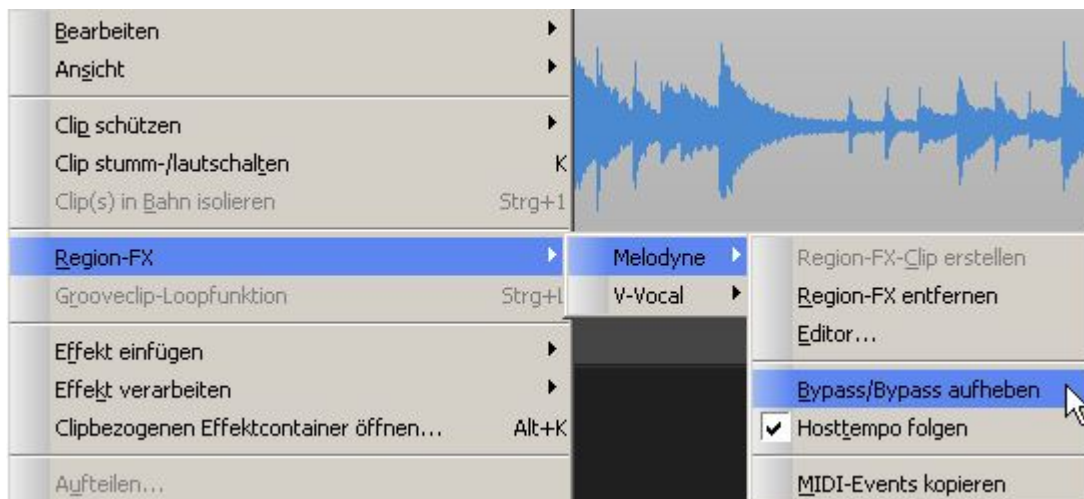 Bearbeiten
Ansicht
Clip schützen
Clip stumm-/lautschalten K
Clip(s) in Bahn isolieren Strg+1
Region-FX
Grooveclip-Loopfunktion Strg+L
Effekt einfügen
Effekt verarbeiten
Clipbezogenen Effektcontainer öffnen... Alt+K
Aufteilen...
Melodyne
V-Vocal
Region-FX-Clip erstellen
Region-FX entfernen
Editor...
Bypass/Bypass aufheben
Hosttempo folgen
MIDI-Events kopieren